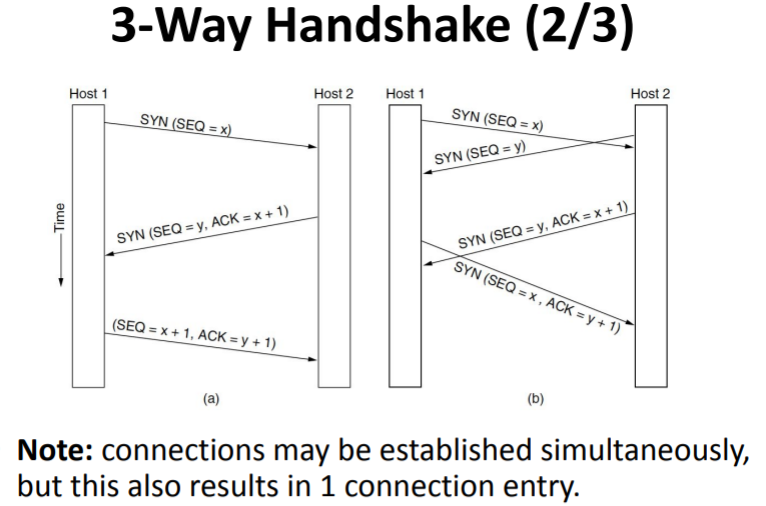 3-Way Handshake (2/3)
Host 1
Host 2
SYN (SEQ = x)
SYN (SEQ = y, ACK = x + 1)
(SEQ = x + 1, ACK = y + 1)
Time
(a)
Host 1
Host 2
SYN (SEQ = x)
SYN (SEQ = y)
SYN (SEQ = y, ACK = x + 1)
SYN (SEQ = x , ACK = y + 1)
(b)
Note: connections may be established simultaneously,
but this also results in 1 connection entry.